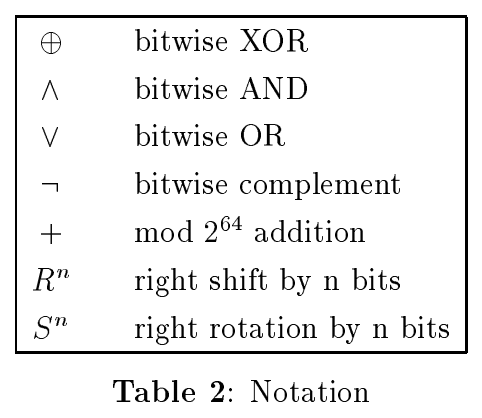 ⊕ bitwise XOR
∧ bitwise AND
∨ bitwise OR
¬ bitwise complement
+ mod 2^64 addition
R^n right shift by n bits
S^n right rotation by n bits
Table 2: Notation